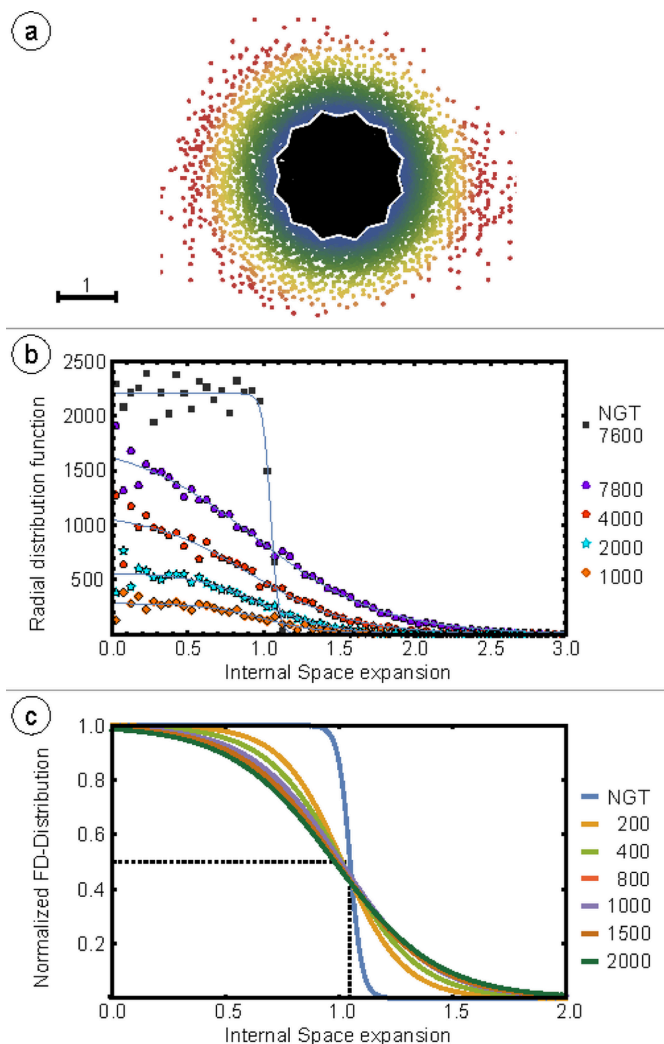 a
1
b
Radial distribution function
2500
2000
1500
1000
500
0.0 0.5 1.0 1.5 2.0 2.5 3.0
Internal Space expansion
NGT
7600
7800
4000
2000
1000
c
Normalized FD-Distribution
1.0
0.8
0.6
0.4
0.2
0.0 0.5 1.0 1.5 2.0
Internal Space expansion
NGT
200
400
800
1000
1500
2000